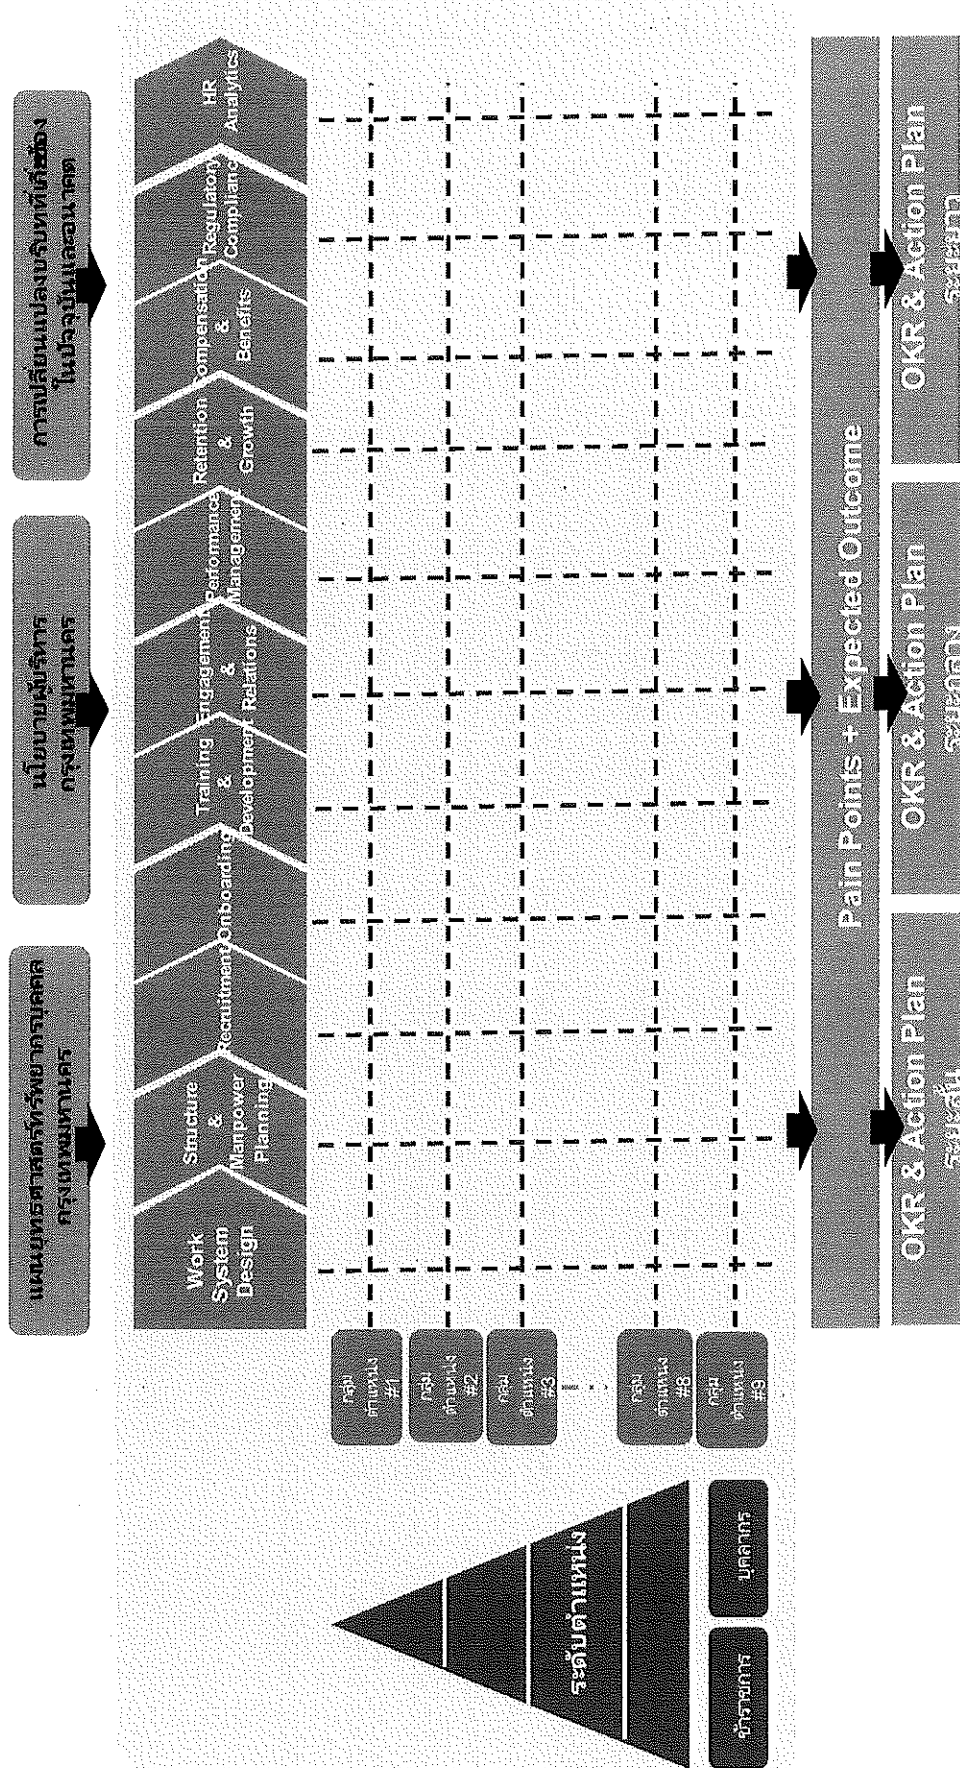 แผนยุทธศาสตร์ทรัพยากรบุคคล
กรุงเทพมหานคร
นโยบายผู้บริหาร
กรุงเทพมหานคร
การเปลี่ยนแปลงบริบทที่เกี่ยวข้อง
ในปัจจุบันและอนาคต
Work
System
Design
Structure
&
Manpower
Planning
Recruitment
Onboarding
Training
&
Development
Engagement
&
Relations
Performance
Management
Retention
&
Growth
Compensation
&
Benefits
Regulatory
Compliance
HR
Analytics
ระดับตำแหน่ง
ข้าราชการ
บุคลากร
กลุ่ม
ตำแหน่ง
#1
กลุ่ม
ตำแหน่ง
#2
กลุ่ม
ตำแหน่ง
#3
กลุ่ม
ตำแหน่ง
#8
กลุ่ม
ตำแหน่ง
#9
Pain Points + Expected Outcome
OKR & Action Plan
ระยะสั้น
OKR & Action Plan
ระยะกลาง
OKR & Action Plan
ระยะยาว